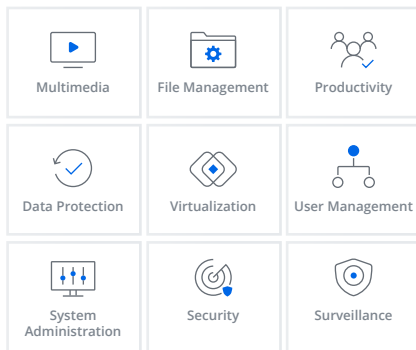 Multimedia
File Management
Productivity
Data Protection
Virtualization
User Management
System
Administration
Security
Surveillance